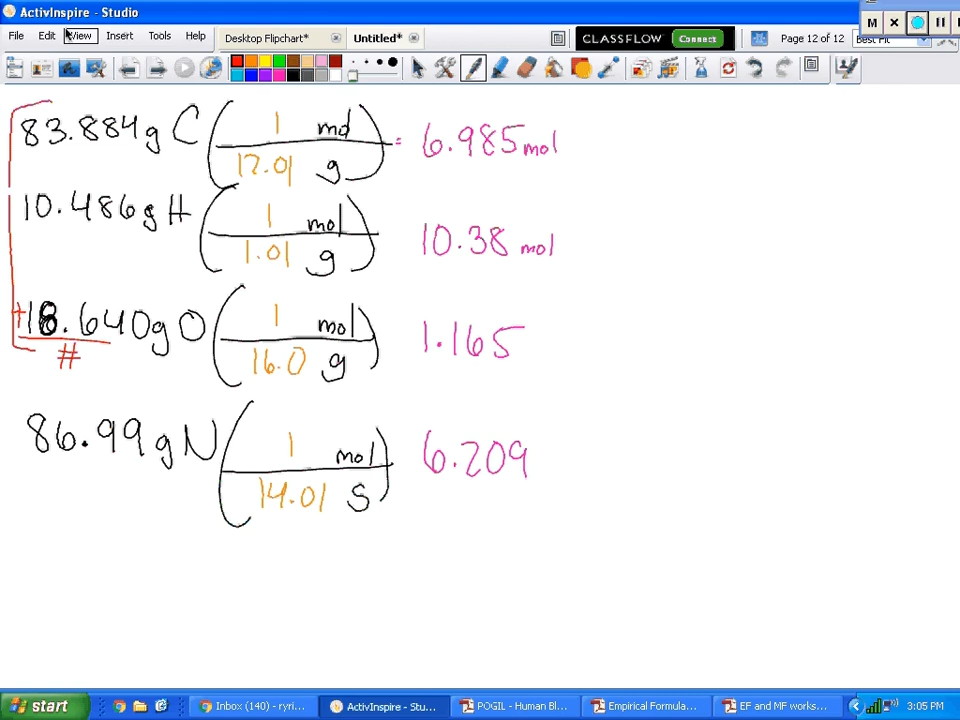 ActivInspire - Studio
File Edit View Insert Tools Help
Desktop Flipchart* Untitled*
CLASSFLOW Connect
Page 12 of 12
Best Fit
M
83.884g C ( 1 mol
12.01 g ) = 6.985 mol
10.486g H ( 1 mol
1.01 g ) 10.38 mol
+18.640g O ( 1 mol
16.0 g ) 1.165
#
86.99 g N ( 1 mol
14.01 g ) 6.209
start
Inbox (140) - ryri...
ActivInspire - Stu...
POGIL - Human Bl...
Empirical Formula...
EF and MF works...
3:05 PM